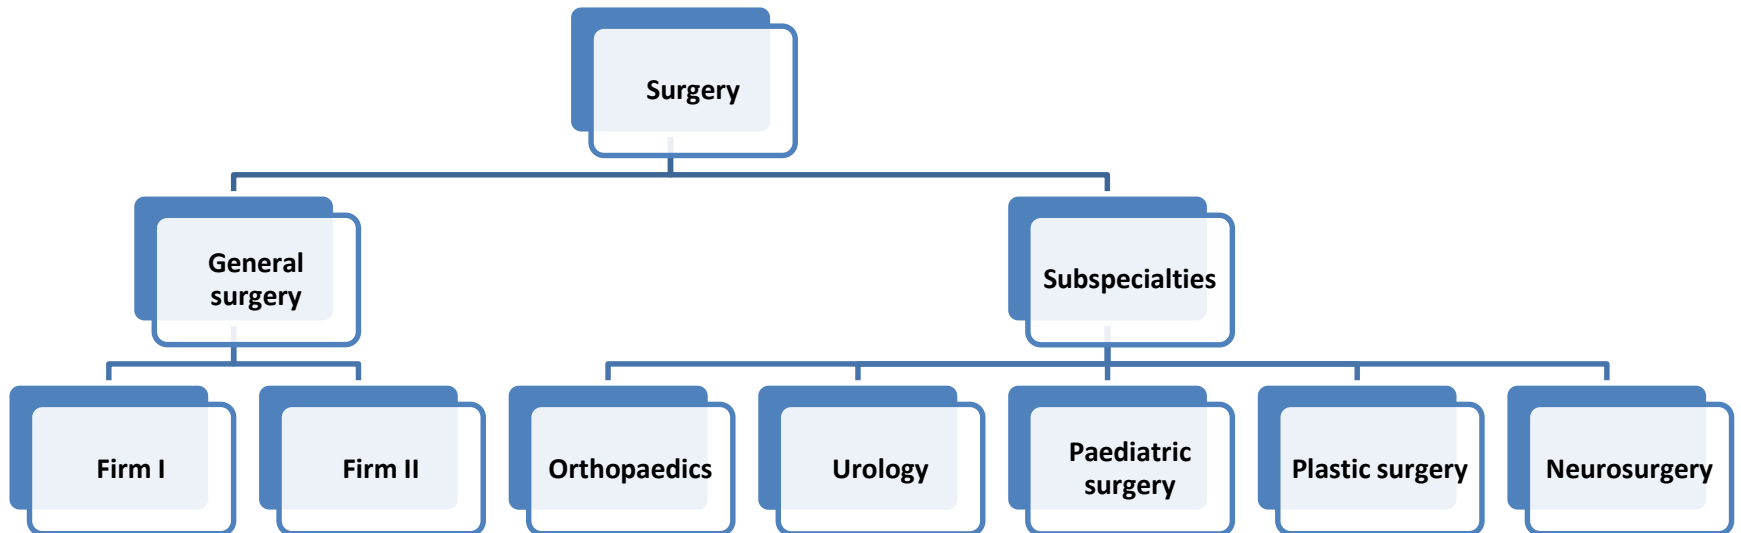 Surgery
General
surgery
Subspecialties
Firm I
Firm II
Orthopaedics
Urology
Paediatric
surgery
Plastic surgery
Neurosurgery